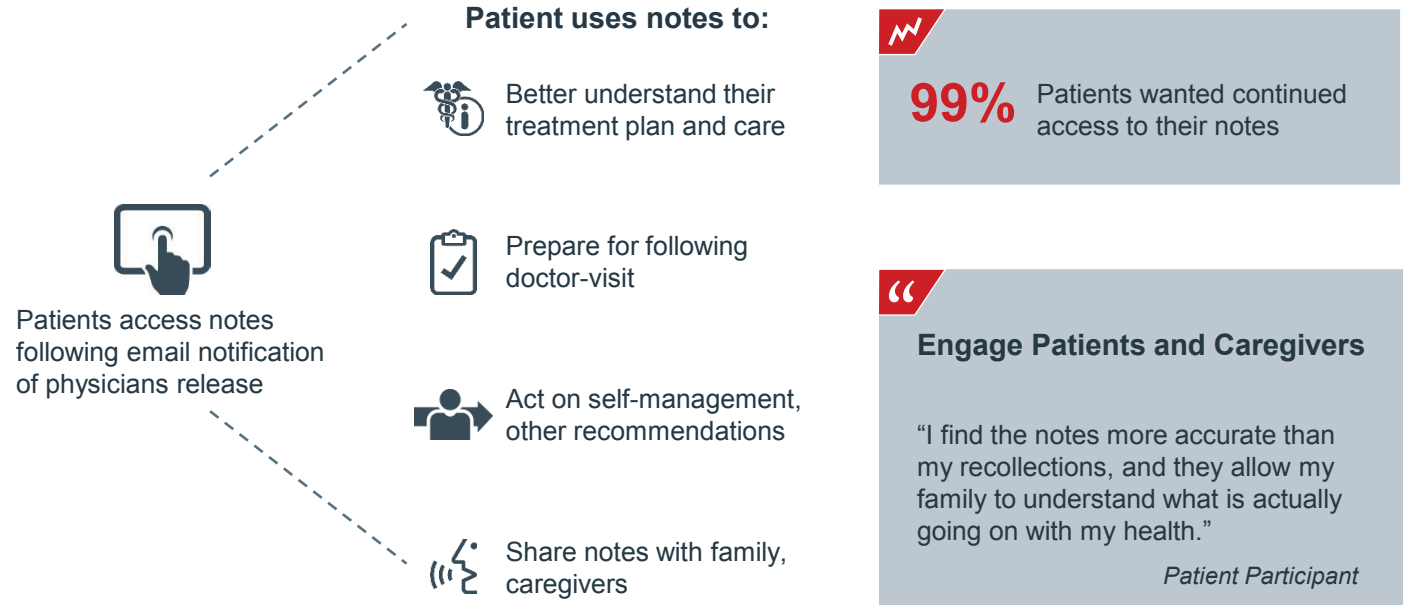 Patient uses notes to:
Better understand their
treatment plan and care
Prepare for following
doctor-visit
Act on self-management,
other recommendations
Share notes with family,
caregivers
Patients access notes
following email notification
of physicians release
99%
Patients wanted continued
access to their notes
“
Engage Patients and Caregivers
“I find the notes more accurate than
my recollections, and they allow my
family to understand what is actually
going on with my health.”
Patient Participant